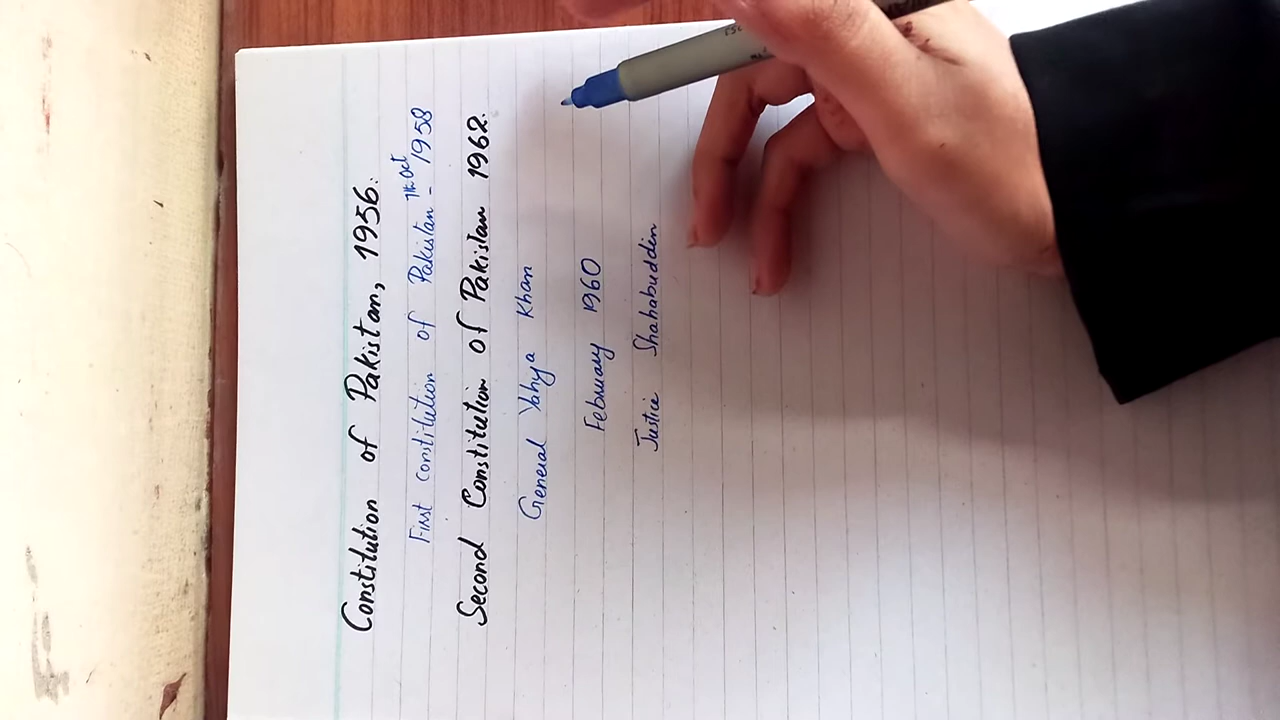 Constitution of Pakistan, 1956:
First constitution of Pakistan - 7th Oct 1958
Second Constitution of Pakistan 1962:
General Yahya Khan
February 1960
Justice Shahabuddin